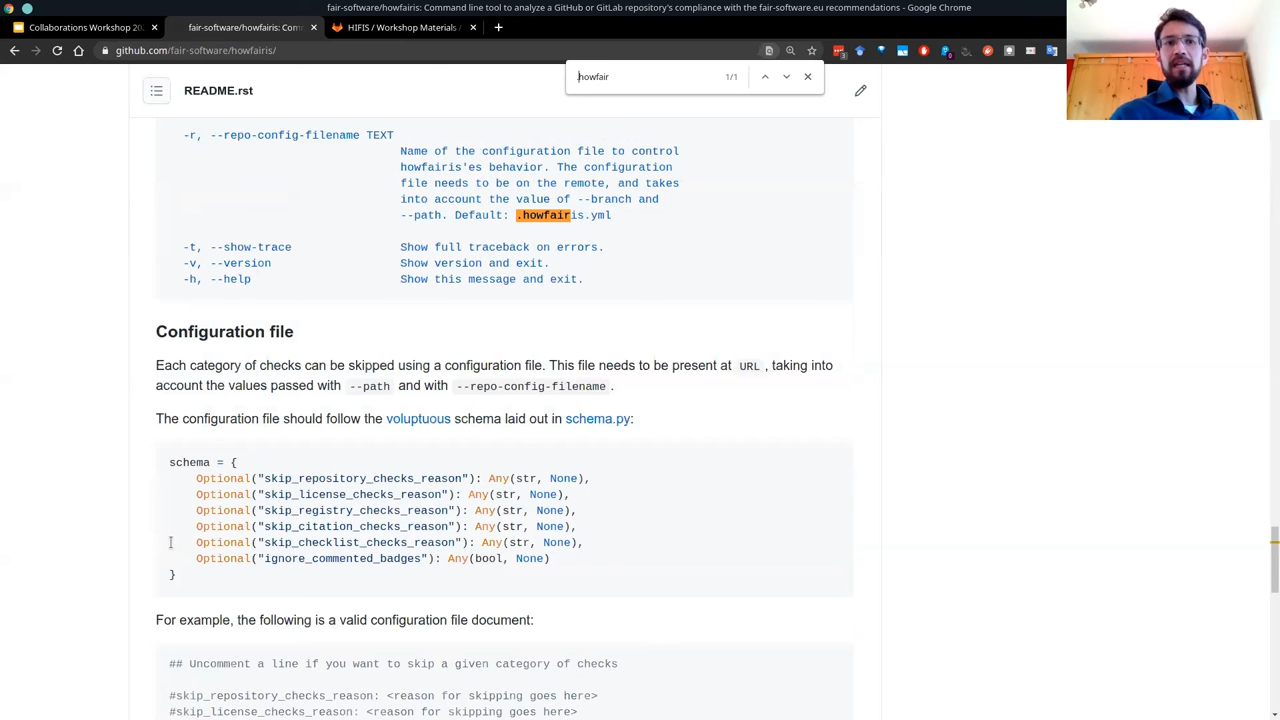 fair-software/howfairis: Command line tool to analyze a GitHub or GitLab repository's compliance with the fair-software.eu recommendations - Google Chrome
Collaborations Workshop 202
fair-software/howfairis: Com
HIFIS / Workshop Materials /
github.com/fair-software/howfairis/
howfair
1/1
README.rst
-r, --repo-config-filename TEXT
Name of the configuration file to control
howfairis'es behavior. The configuration
file needs to be on the remote, and takes
into account the value of --branch and
--path. Default: .howfairis.yml
-t, --show-trace Show full traceback on errors.
-v, --version Show version and exit.
-h, --help Show this message and exit.
Configuration file
Each category of checks can be skipped using a configuration file. This file needs to be present at URL , taking into
account the values passed with --path and with --repo-config-filename .
The configuration file should follow the voluptuous schema laid out in schema.py:
schema = {
Optional("skip_repository_checks_reason"): Any(str, None),
Optional("skip_license_checks_reason"): Any(str, None),
Optional("skip_registry_checks_reason"): Any(str, None),
Optional("skip_citation_checks_reason"): Any(str, None),
Optional("skip_checklist_checks_reason"): Any(str, None),
Optional("ignore_commented_badges"): Any(bool, None)
}
For example, the following is a valid configuration file document:
## Uncomment a line if you want to skip a given category of checks
#skip_repository_checks_reason: <reason for skipping goes here>
#skip_license_checks_reason: <reason for skipping goes here>